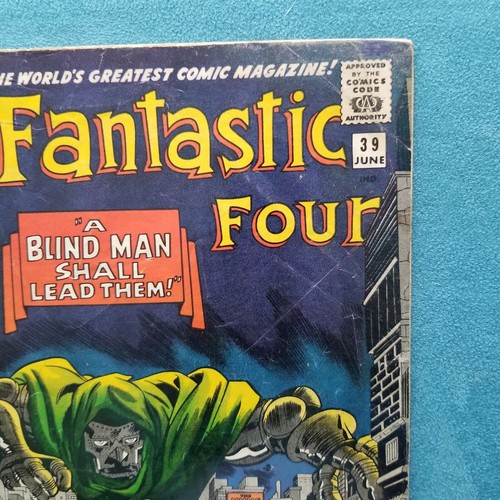 THE WORLD'S GREATEST COMIC MAGAZINE!
APPROVED
BY THE
COMICS
CODE
AUTHORITY
Fantastic
39
JUNE
IND
FOUR
"A
BLIND MAN
SHALL
LEAD THEM!"
THE